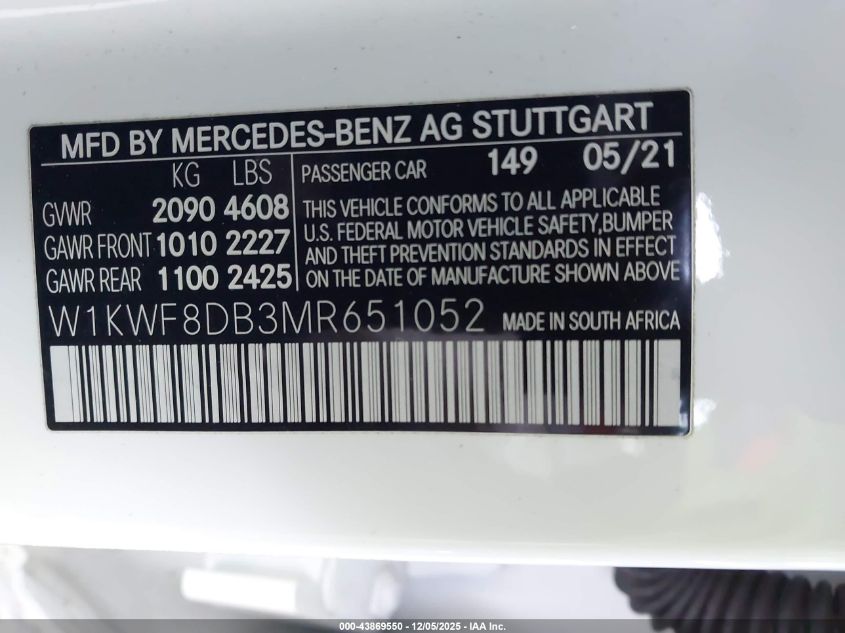 MFD BY MERCEDES-BENZ AG STUTTGART
KG LBS
GVWR 2090 4608
GAWR FRONT 1010 2227
GAWR REAR 1100 2425
PASSENGER CAR 149 05/21
THIS VEHICLE CONFORMS TO ALL APPLICABLE
U.S. FEDERAL MOTOR VEHICLE SAFETY,BUMPER
AND THEFT PREVENTION STANDARDS IN EFFECT
ON THE DATE OF MANUFACTURE SHOWN ABOVE
W1KWF8DB3MR651052 MADE IN SOUTH AFRICA
000-43869550 - 12/05/2025 - IAA Inc.